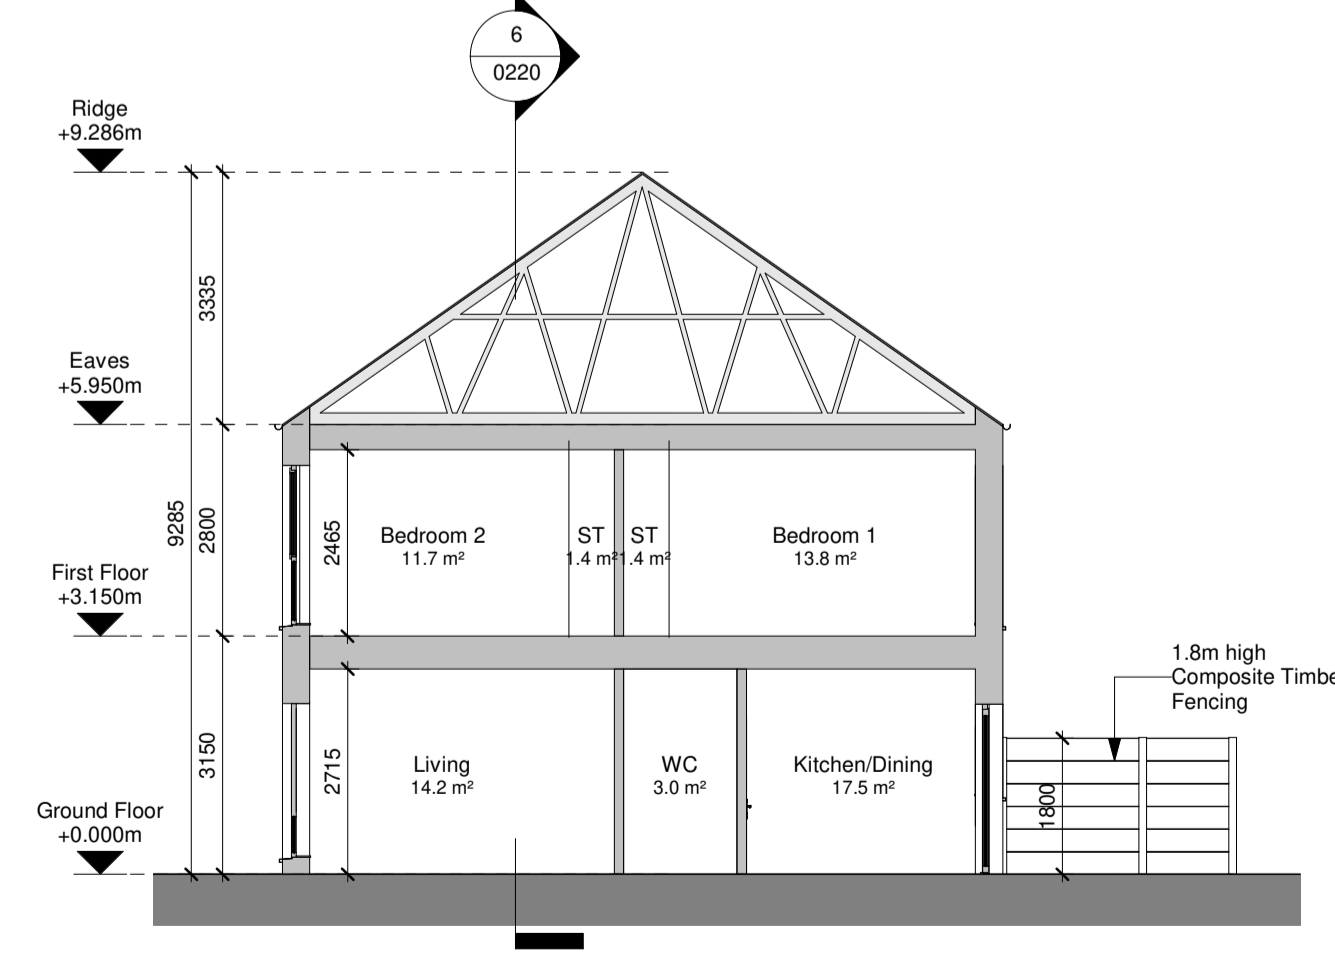 6
0220
Ridge
+9.286m
3335
Eaves
+5.950m
9285
2800
2465
Bedroom 2
11.7 m²
ST
1.4 m²
ST
1.4 m²
Bedroom 1
13.8 m²
First Floor
+3.150m
1.8m high
Composite Timbe
Fencing
3150
2715
Living
14.2 m²
WC
3.0 m²
Kitchen/Dining
17.5 m²
1800
Ground Floor
+0.000m